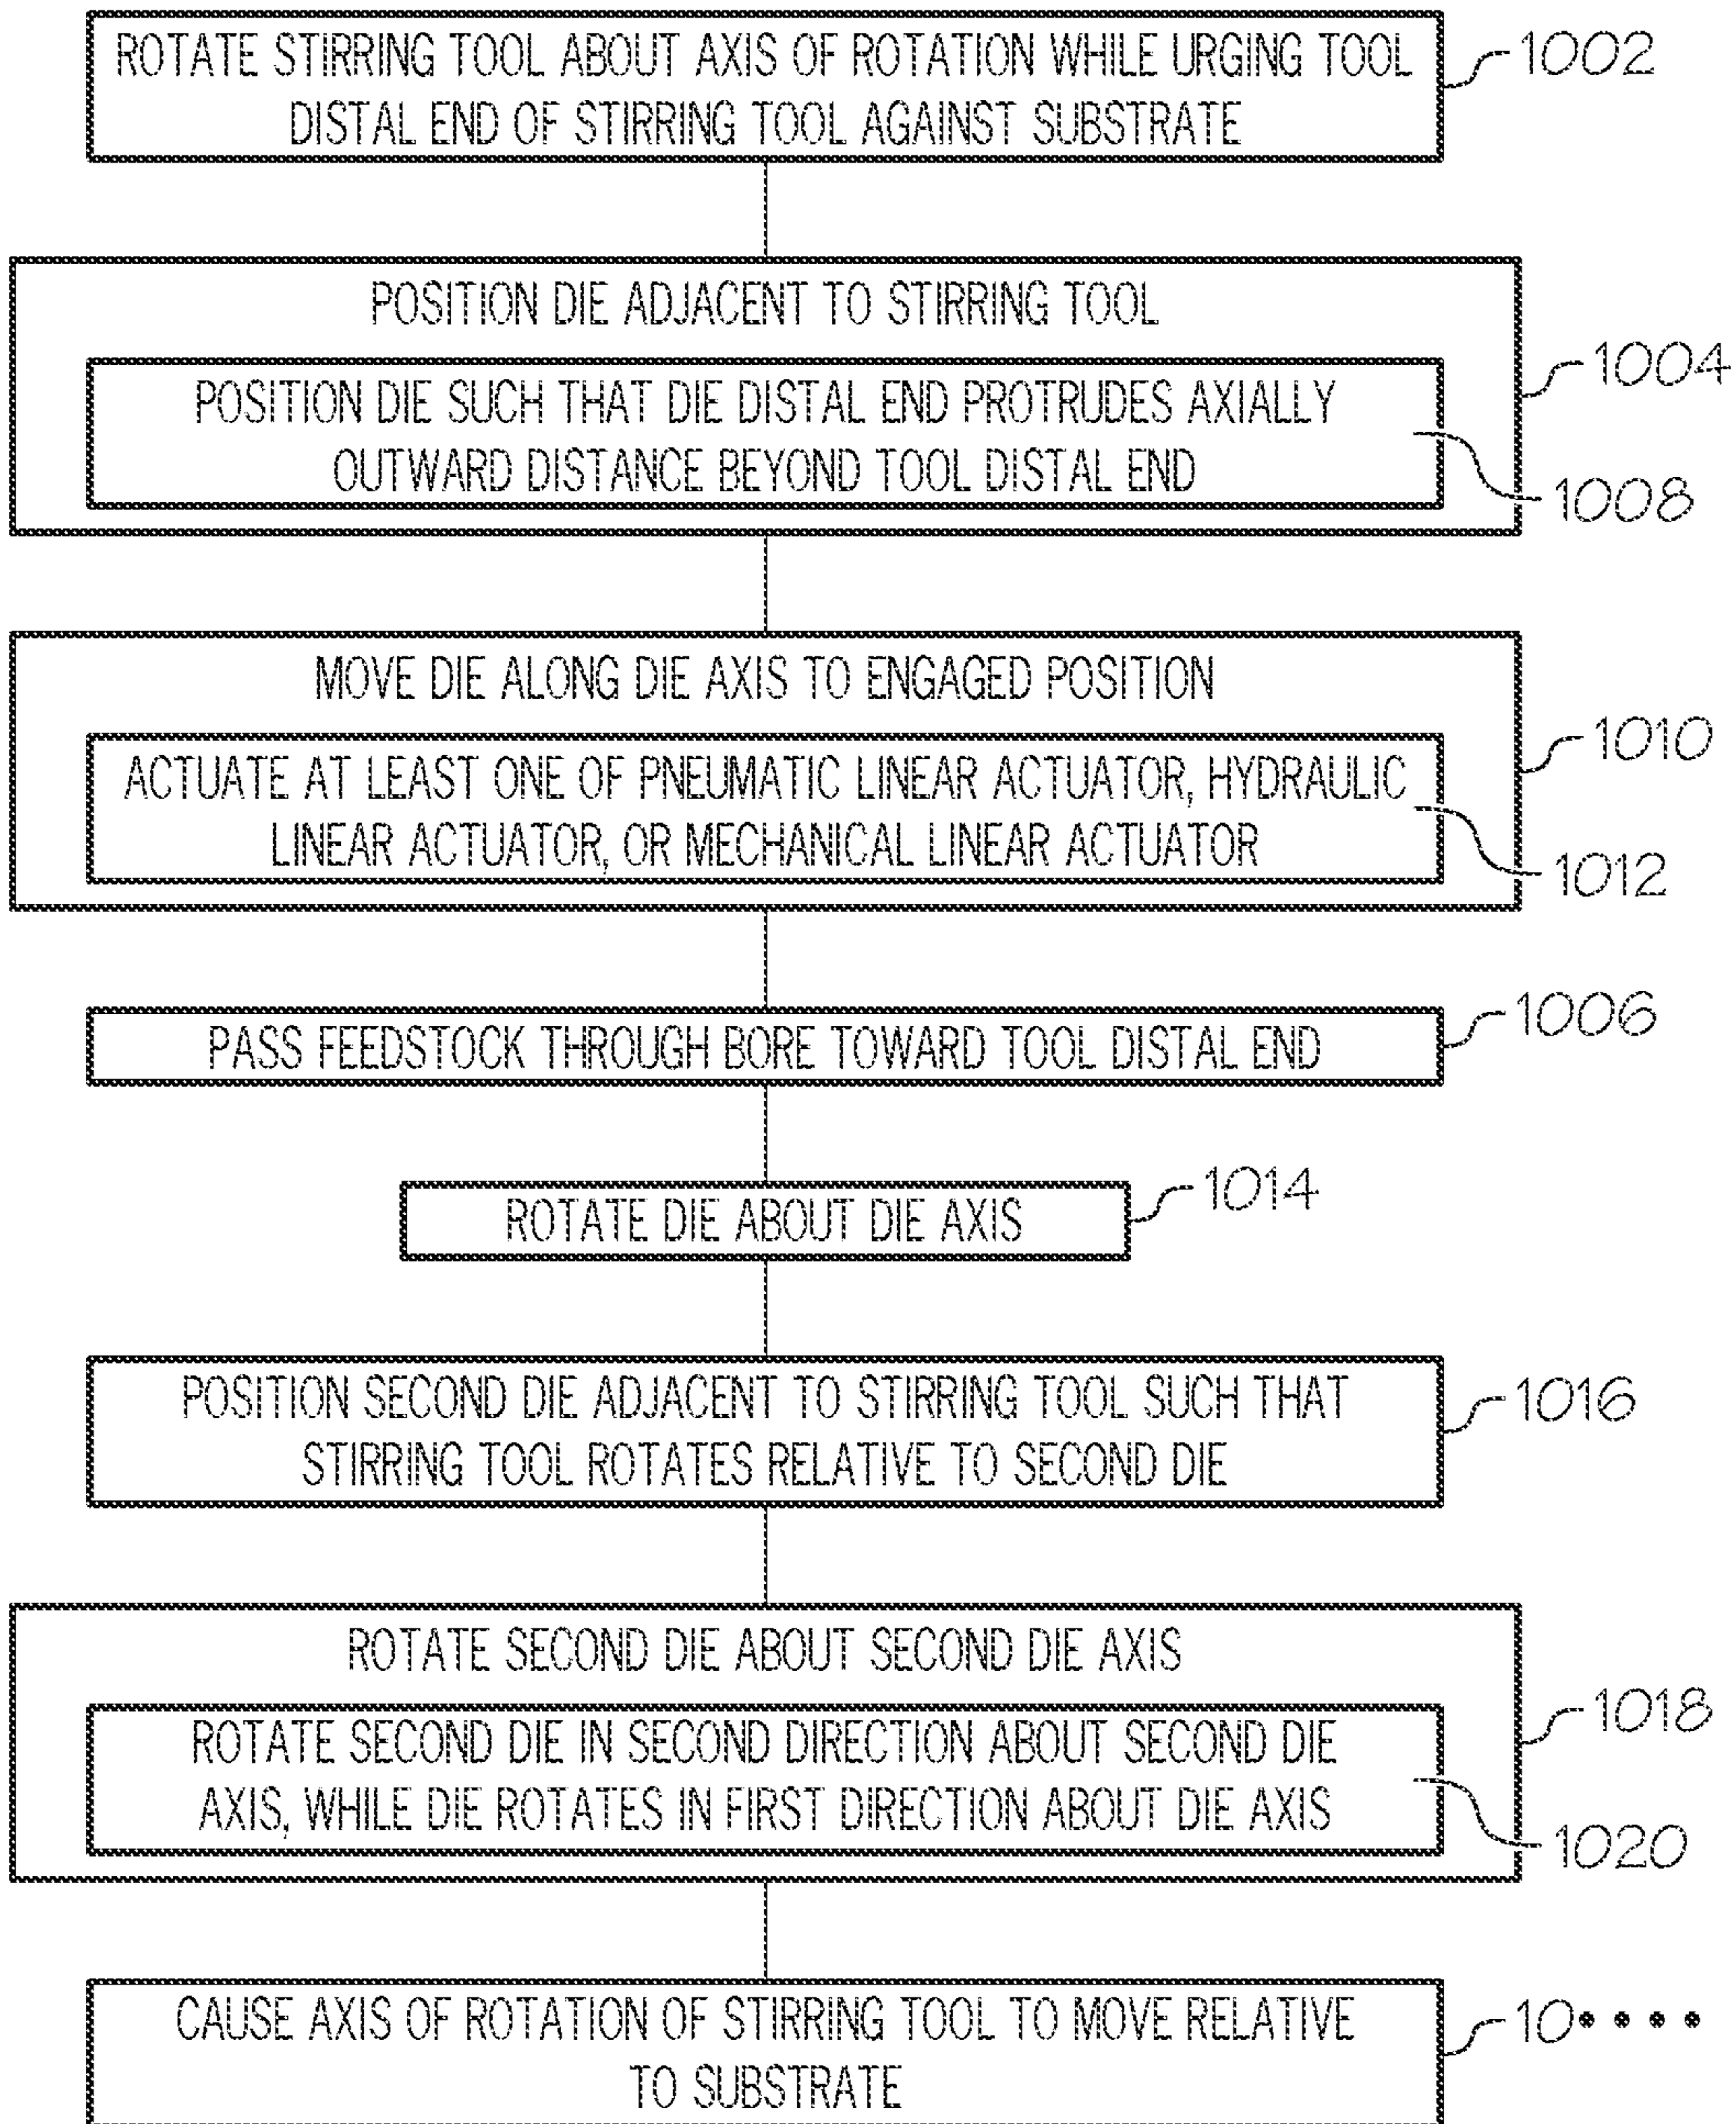 ROTATE STIRRING TOOL ABOUT AXIS OF ROTATION WHILE URGING TOOL
DISTAL END OF STIRRING TOOL AGAINST SUBSTRATE
1002
POSITION DIE ADJACENT TO STIRRING TOOL
1004
POSITION DIE SUCH THAT DIE DISTAL END PROTRUDES AXIALLY
OUTWARD DISTANCE BEYOND TOOL DISTAL END
1008
MOVE DIE ALONG DIE AXIS TO ENGAGED POSITION
1010
ACTUATE AT LEAST ONE OF PNEUMATIC LINEAR ACTUATOR, HYDRAULIC
LINEAR ACTUATOR, OR MECHANICAL LINEAR ACTUATOR
1012
PASS FEEDSTOCK THROUGH BORE TOWARD TOOL DISTAL END
1006
ROTATE DIE ABOUT DIE AXIS
1014
POSITION SECOND DIE ADJACENT TO STIRRING TOOL SUCH THAT
STIRRING TOOL ROTATES RELATIVE TO SECOND DIE
1016
ROTATE SECOND DIE ABOUT SECOND DIE AXIS
1018
ROTATE SECOND DIE IN SECOND DIRECTION ABOUT SECOND DIE
AXIS, WHILE DIE ROTATES IN FIRST DIRECTION ABOUT DIE AXIS
1020
CAUSE AXIS OF ROTATION OF STIRRING TOOL TO MOVE RELATIVE
TO SUBSTRATE